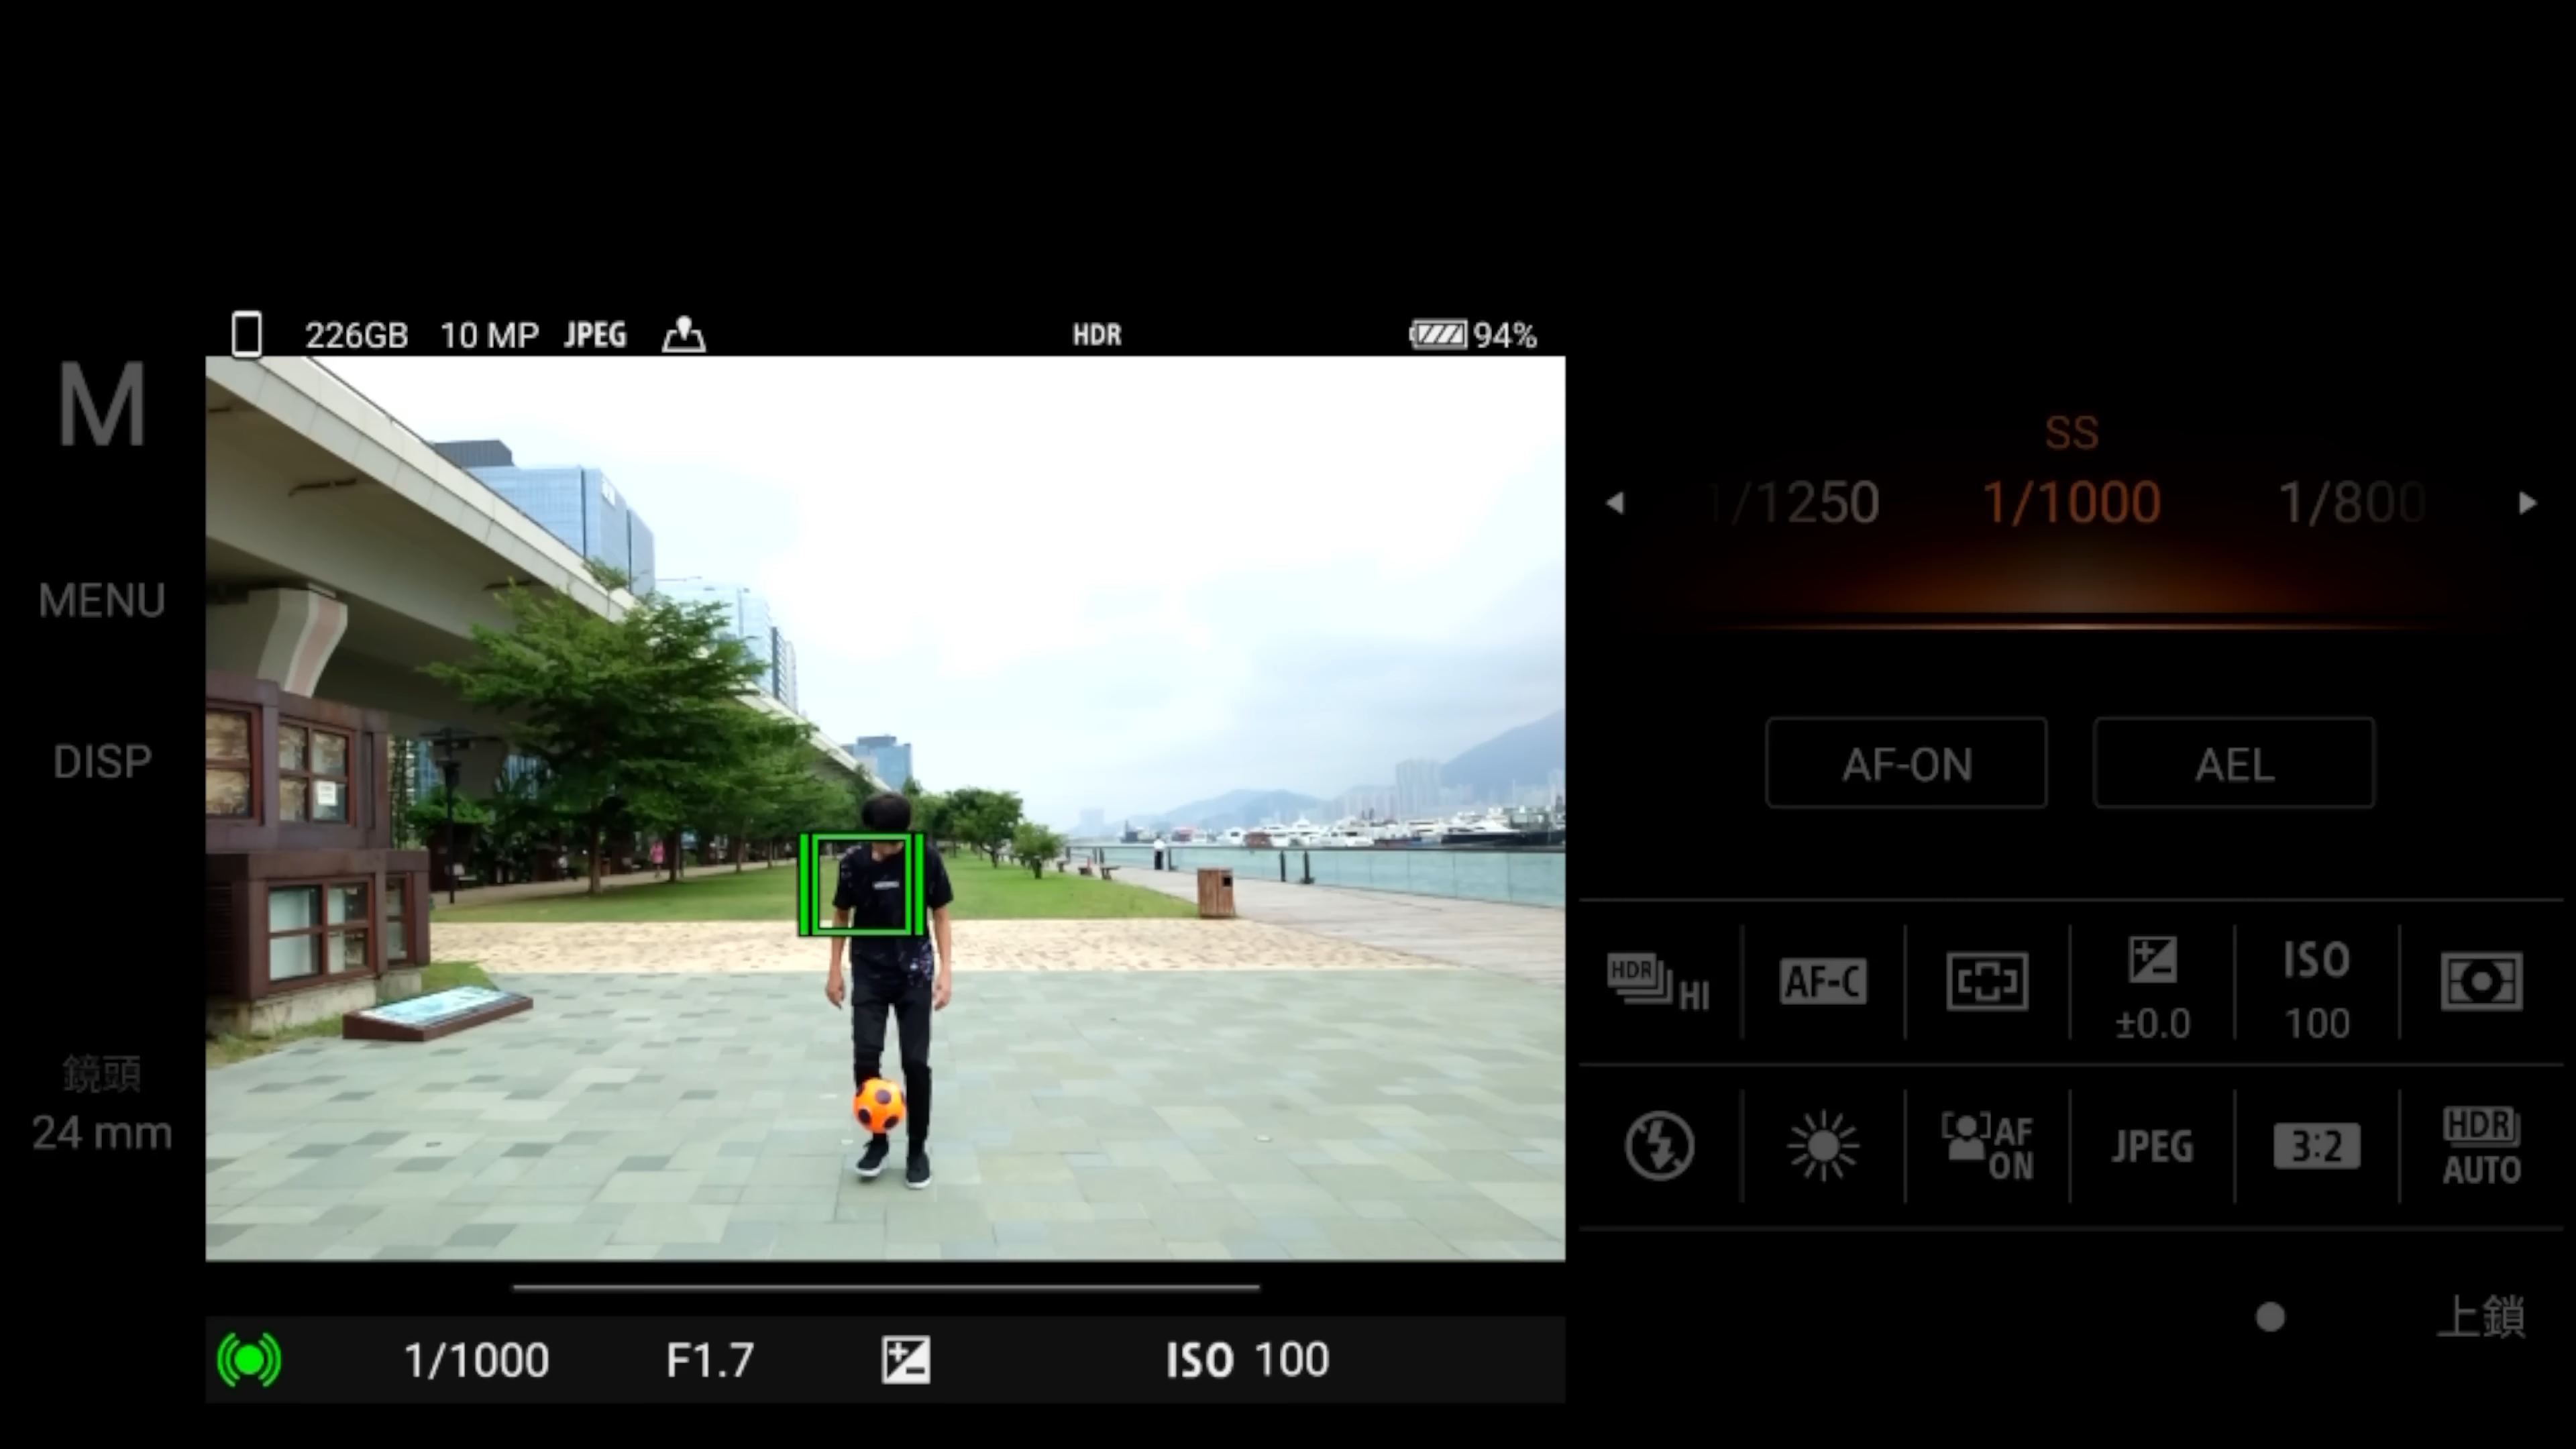 226GB 10 MP JPEG HDR 94%
M
MENU
DISP
鏡頭
24 mm
SS
1/1250 1/1000 1/800
AF-ON AEL
HDR HI AF-C ±0.0 ISO 100
AF ON JPEG 3:2 HDR AUTO
上鎖
1/1000 F1.7 ISO 100